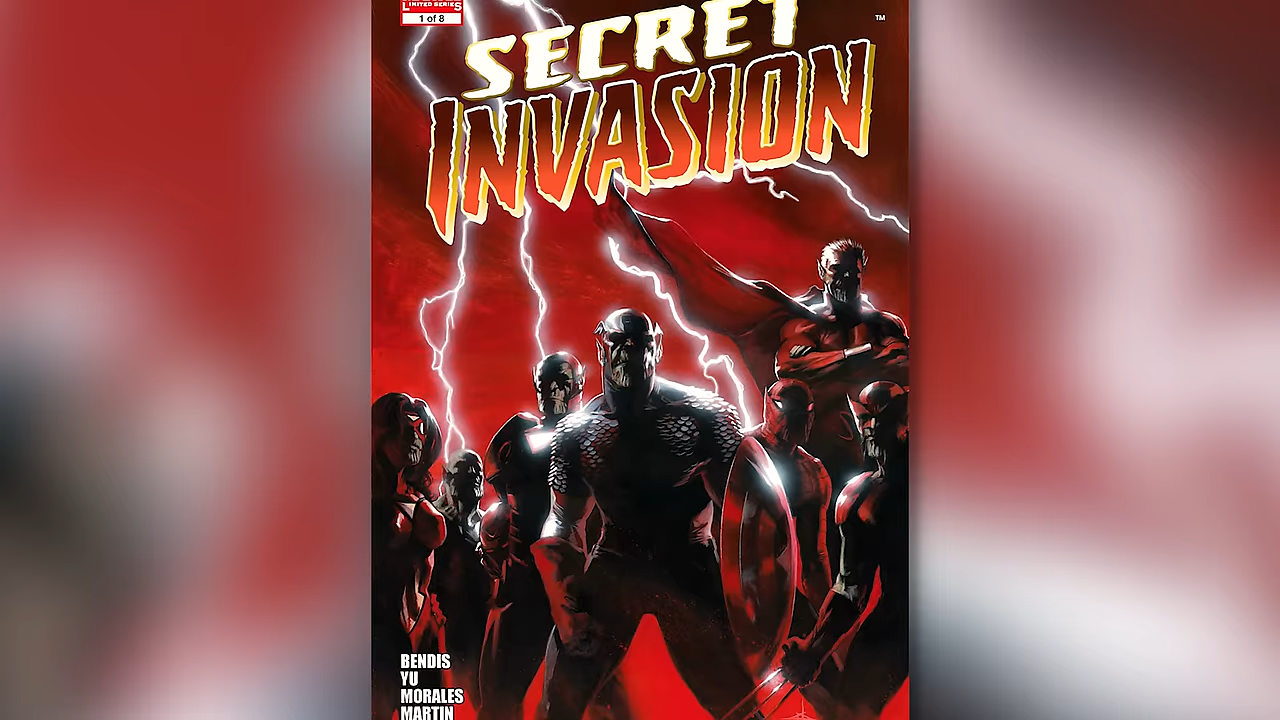 LIMITED SERIES
1 of 8
TM
SECRET
INVASION
BENDIS
YU
MORALES
MARTIN